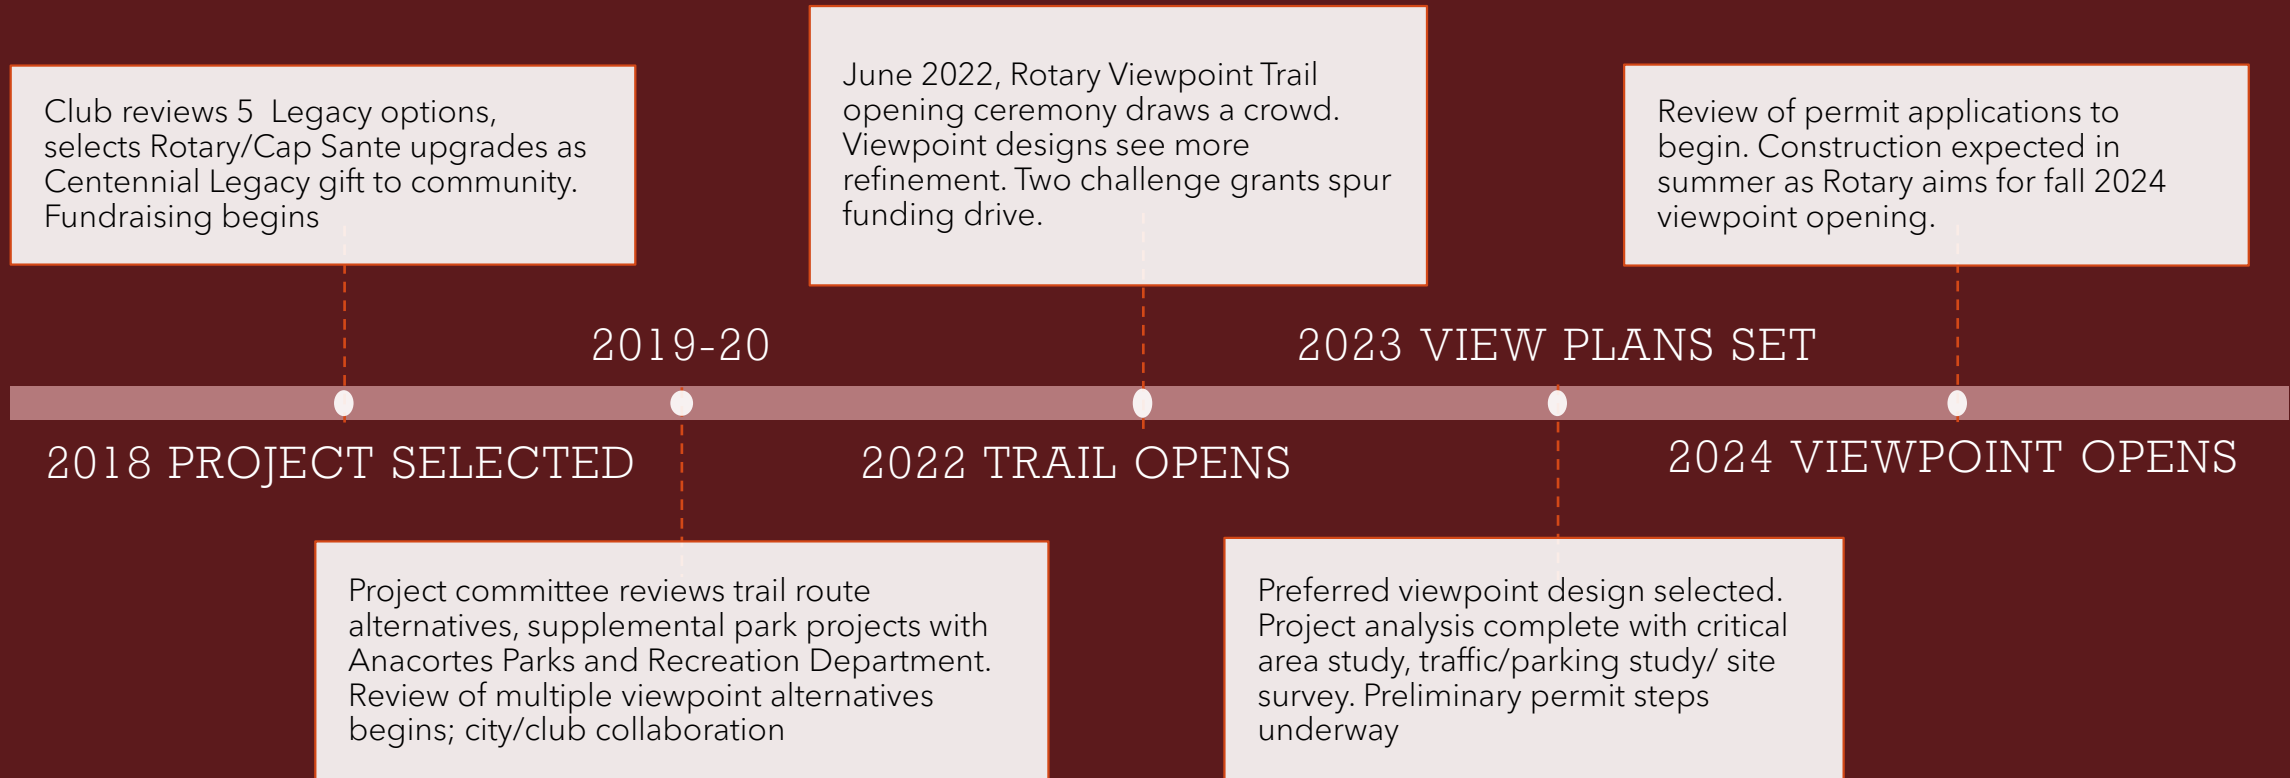 Club reviews 5  Legacy options,
selects Rotary/Cap Sante upgrades as
Centennial Legacy gift to community.
Fundraising begins
2018 PROJECT SELECTED
2019-20
Project committee reviews trail route
alternatives, supplemental park projects with
Anacortes Parks and Recreation Department.
Review of multiple viewpoint alternatives
begins; city/club collaboration
June 2022, Rotary Viewpoint Trail
opening ceremony draws a crowd.
Viewpoint designs see more
refinement. Two challenge grants spur
funding drive.
2022 TRAIL OPENS
2023 VIEW PLANS SET
Preferred viewpoint design selected.
Project analysis complete with critical
area study, traffic/parking study/ site
survey. Preliminary permit steps
underway
Review of permit applications to
begin. Construction expected in
summer as Rotary aims for fall 2024
viewpoint opening.
2024 VIEWPOINT OPENS